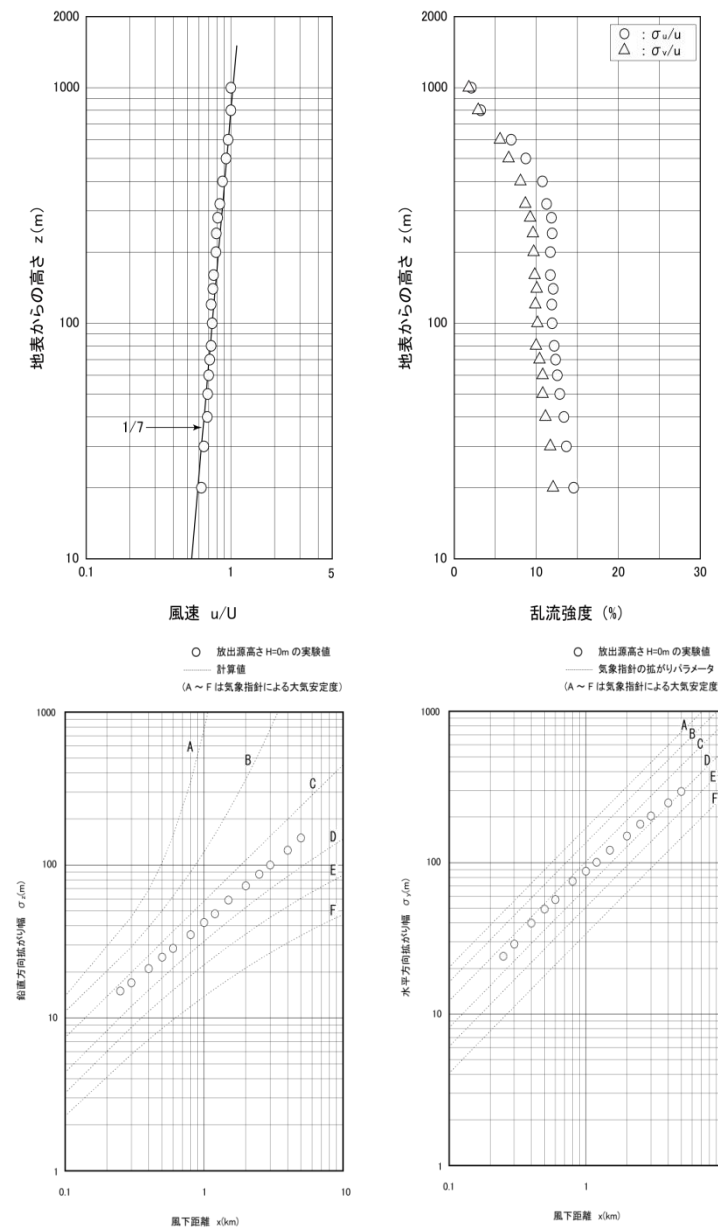 2000
1000
100
10
地表からの高さ z(m)
1/7
0.1
1
5
風速 u/U
○ : σu/u
△ : σv/u
2000
1000
100
10
地表からの高さ z(m)
0
10
20
30
乱流強度 (%)
○ 放出源高さ H=0m の実験値
計算値
(A ~ F は気象指針による大気安定度)
1000
100
10
1
鉛直方向拡がり幅 σz(m)
A
B
C
D
E
F
0.1
1
10
風下距離 x(km)
○ 放出源高さ H=0m の実験値
気象指針の拡がりパラメータ
(A ~ F は気象指針による大気安定度)
1000
100
10
1
水平方向拡がり幅 σy(m)
A
B
C
D
E
F
0.1
1
風下距離 x(km)